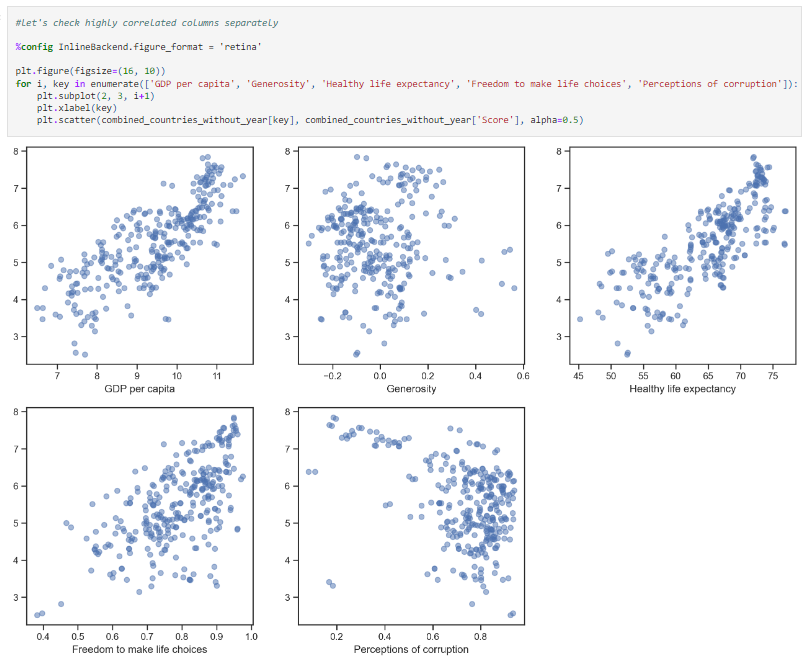 #Let's check highly correlated columns separately
%config InlineBackend.figure_format = 'retina'
plt.figure(figsize=(16, 10))
for i, key in enumerate(['GDP per capita', 'Generosity', 'Healthy life expectancy', 'Freedom to make life choices', 'Perceptions of corruption']):
    plt.subplot(2, 3, i+1)
    plt.xlabel(key)
    plt.scatter(combined_countries_without_year[key], combined_countries_without_year['Score'], alpha=0.5)
8
7
6
5
4
3
7 8 9 10 11
GDP per capita
8
7
6
5
4
3
−0.2 0.0 0.2 0.4 0.6
Generosity
8
7
6
5
4
3
45 50 55 60 65 70 75
Healthy life expectancy
8
7
6
5
4
3
0.4 0.5 0.6 0.7 0.8 0.9 1.0
Freedom to make life choices
8
7
6
5
4
3
0.2 0.4 0.6 0.8
Perceptions of corruption